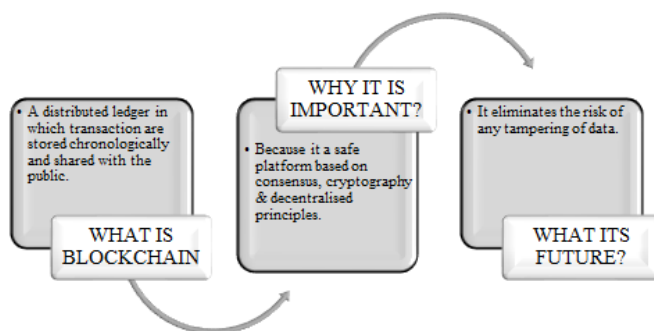 • A distributed ledger in
which transaction are
stored chronologically
and shared with the
public.
WHAT IS
BLOCKCHAIN
WHY IT IS
IMPORTANT?
• Because it a safe
platform based on
consensus, cryptography
& decentralised
principles.
• It eliminates the risk of
any tampering of data.
WHAT ITS
FUTURE?